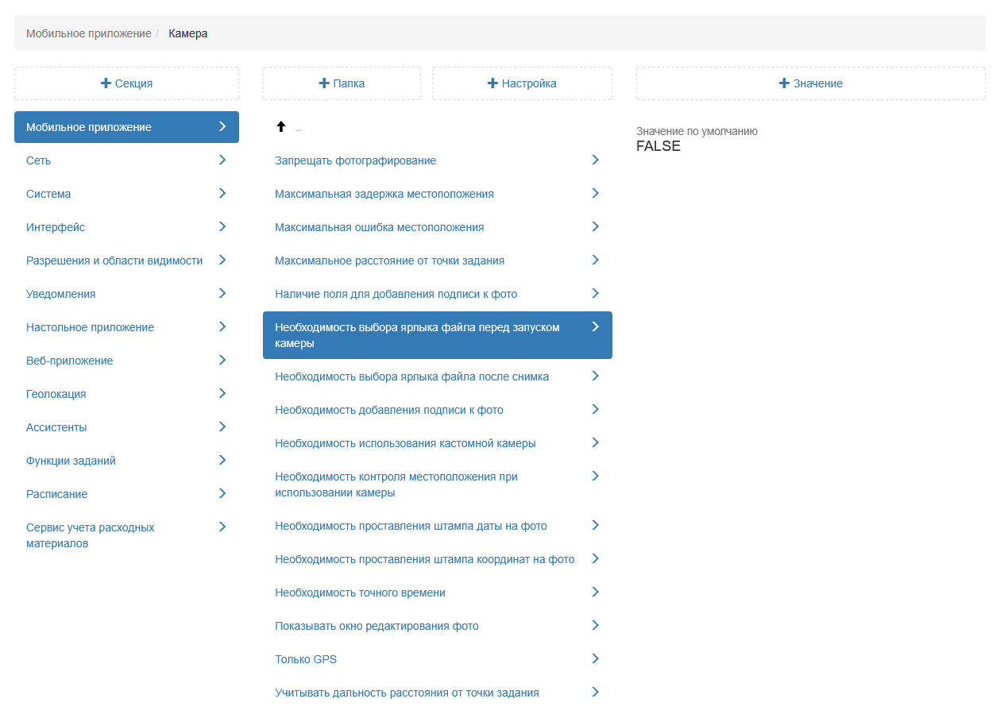 Мобильное приложение / Камера
Секция
Папка
Настройка
Значение
Мобильное приложение
Сеть
Система
Интерфейс
Разрешения и области видимости
Уведомления
Настольное приложение
Веб-приложение
Геолокация
Ассистенты
Функции заданий
Расписание
Сервис учета расходных
материалов
..
Запрещать фотографирование
Максимальная задержка местоположения
Максимальная ошибка местоположения
Максимальное расстояние от точки задания
Наличие поля для добавления подписи к фото
Необходимость выбора ярлыка файла перед запуском
камеры
Необходимость выбора ярлыка файла после снимка
Необходимость добавления подписи к фото
Необходимость использования кастомной камеры
Необходимость контроля местоположения при
использовании камеры
Необходимость проставления штампа даты на фото
Необходимость проставления штампа координат на фото
Необходимость точного времени
Показывать окно редактирования фото
Только GPS
Учитывать дальность расстояния от точки задания
Значение по умолчанию
FALSE